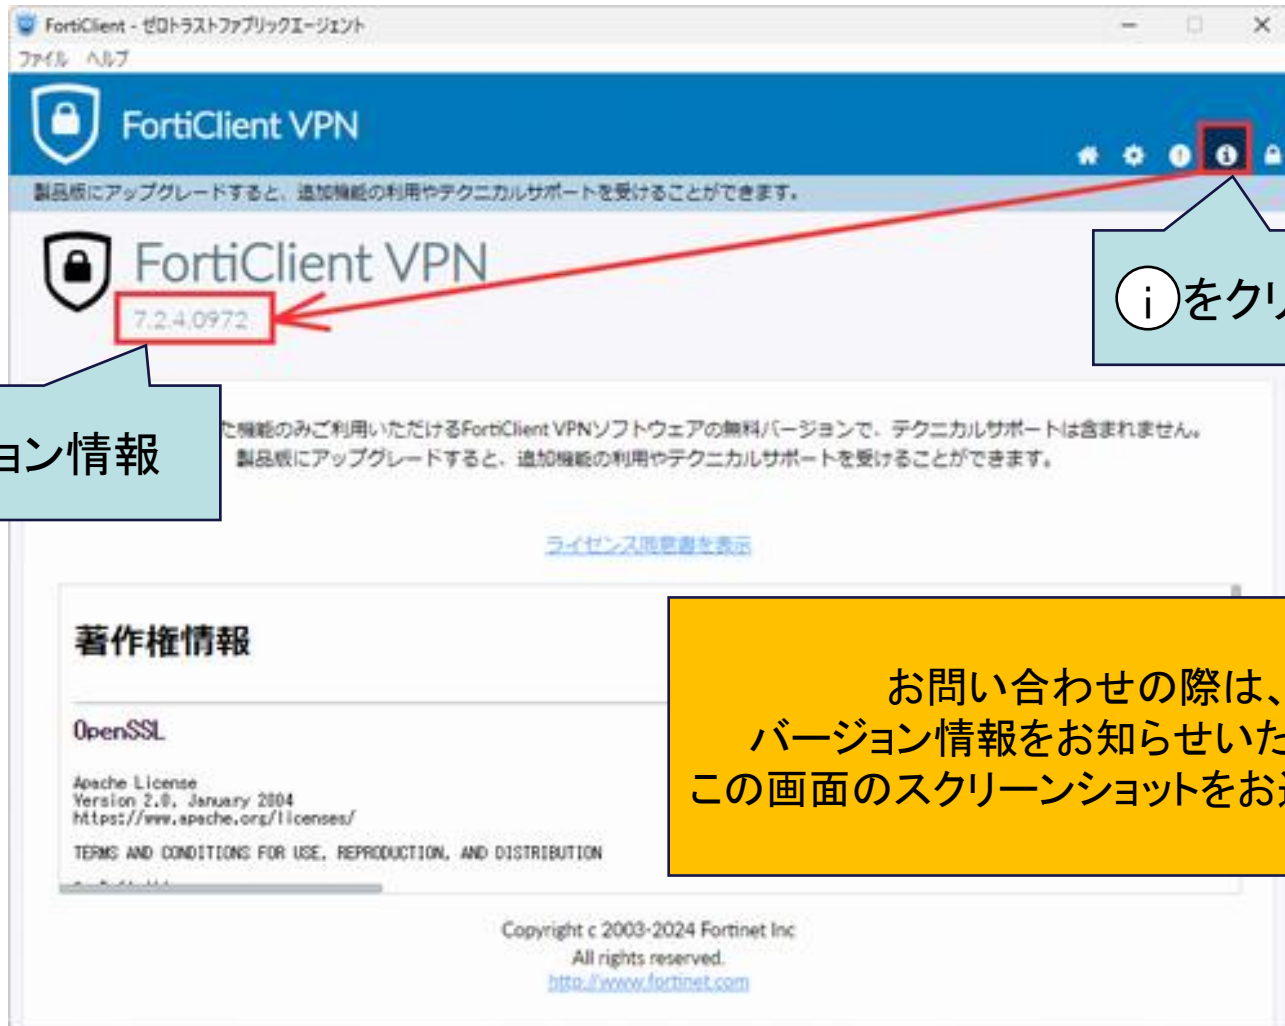 FortiClient - ゼロトラストファブリックエージェント
ファイル ヘルプ
FortiClient VPN
製品版にアップグレードすると、追加機能の利用やテクニカルサポートを受けることができます。
FortiClient VPN
7.2.4.0972
iをクリ
ョン情報
た機能のみご利用いただけるFortiClient VPNソフトウェアの無料バージョンで、テクニカルサポートは含まれません。
製品版にアップグレードすると、追加機能の利用やテクニカルサポートを受けることができます。
ライセンス同意書を表示
著作権情報
OpenSSL
Apache License
Version 2.0, January 2004
https://www.apache.org/licenses/
TERMS AND CONDITIONS FOR USE, REPRODUCTION, AND DISTRIBUTION
お問い合わせの際は、
バージョン情報をお知らせいた
この画面のスクリーンショットをお
Copyright c 2003-2024 Fortinet Inc
All rights reserved.
http://www.fortinet.com